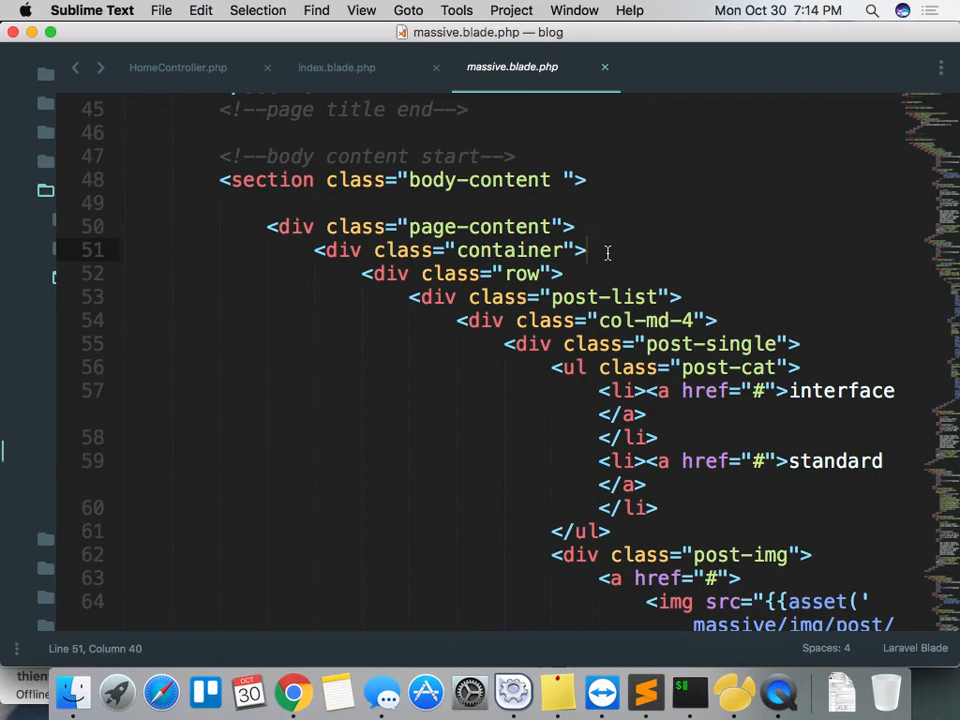 Sublime Text File Edit Selection Find View Goto Tools Project Window Help Mon Oct 30 7:14 PM
massive.blade.php — blog
HomeController.php × index.blade.php × massive.blade.php ×
45 <!--page title end-->
46
47 <!--body content start-->
48 <section class="body-content ">
49
50 <div class="page-content">
51 <div class="container">
52 <div class="row">
53 <div class="post-list">
54 <div class="col-md-4">
55 <div class="post-single">
56 <ul class="post-cat">
57 <li><a href="#">interface
</a>
58 </li>
59 <li><a href="#">standard
</a>
60 </li>
61 </ul>
62 <div class="post-img">
63 <a href="#">
64 <img src="{{asset('
massive/img/post/
Line 51, Column 40 Spaces: 4 Laravel Blade
thien
Offline
OCT
30